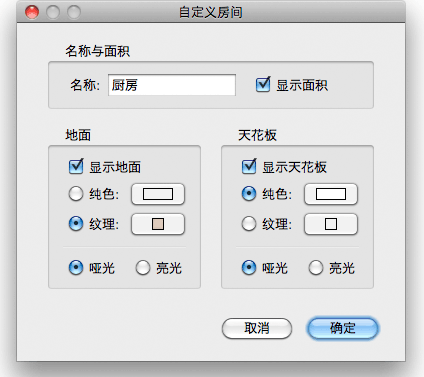 自定义房间
名称与面积
名称: 厨房 显示面积
地面 天花板
显示地面 显示天花板
纯色: 纯色:
纹理: 纹理:
哑光 亮光 哑光 亮光
取消 确定